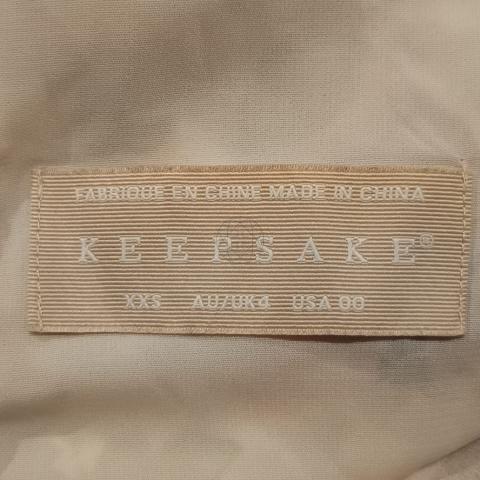 FABRIQUE EN CHINE MADE IN CHINA
KEEPSAKE®
XXS AU/UK4 USA 00